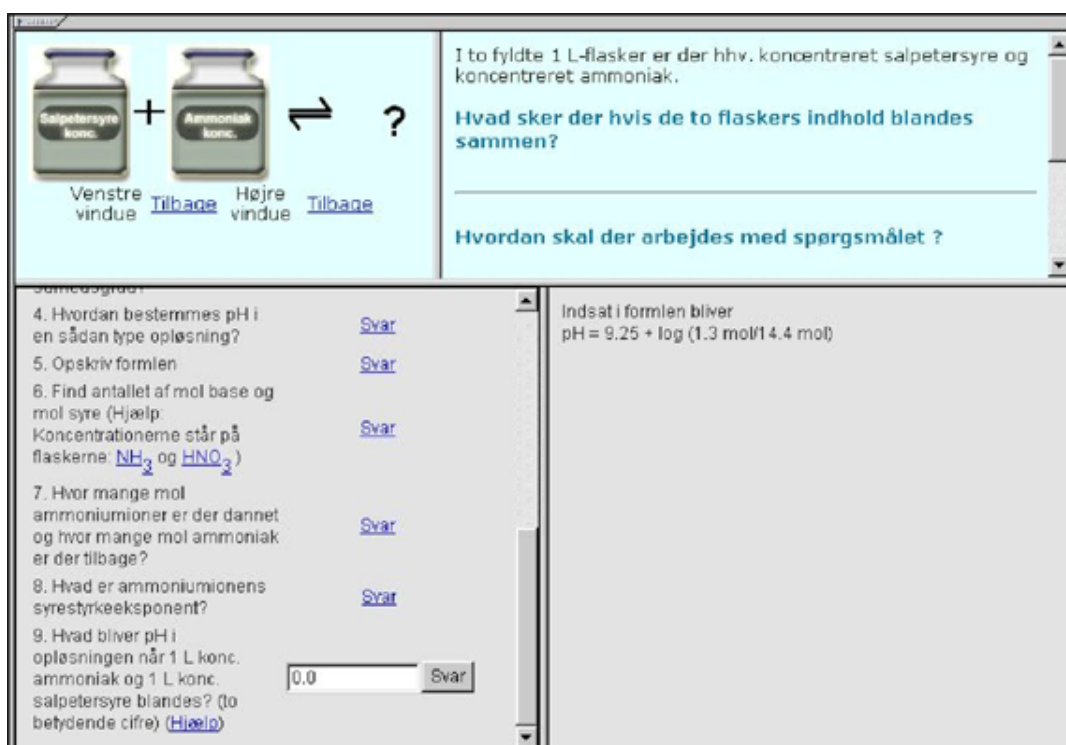 Salpetersyre
konc.
+
Ammoniak
konc.
⇌
?
Venstre
vindue
Tilbage
Højre
vindue
Tilbage
I to fyldte 1 L-flasker er der hhv. koncentreret salpetersyre og
koncentreret ammoniak.
Hvad sker der hvis de to flaskers indhold blandes
sammen?
Hvordan skal der arbejdes med spørgsmålet ?
4. Hvordan bestemmes pH i
en sådan type opløsning?
Svar
5. Opskriv formlen
Svar
6. Find antallet af mol base og
mol syre (Hjælp:
Koncentrationerne står på
flaskerne: NH3 og HNO3)
Svar
7. Hvor mange mol
ammoniumioner er der dannet
og hvor mange mol ammoniak
er der tilbage?
Svar
8. Hvad er ammoniumionens
syrestyrkeeksponent?
Svar
9. Hvad bliver pH i
opløsningen når 1 L konc.
ammoniak og 1 L konc.
salpetersyre blandes? (to
betydende cifre) (Hjælp)
0.0
Svar
Indsat i formlen bliver
pH = 9.25 + log (1.3 mol/14.4 mol)